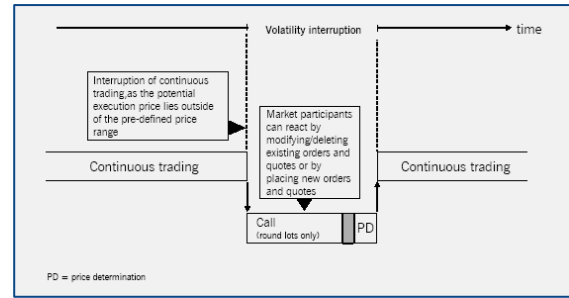 Volatility interruption
time
Interruption of continuous
trading,as the potential
execution price lies outside
of the pre-defined price
range
Market participants
can react by
modifying/deleting
existing orders and
quotes or by
placing new orders
and quotes
Continuous trading
Continuous trading
Call
(round lots only)
PD
PD = price determination